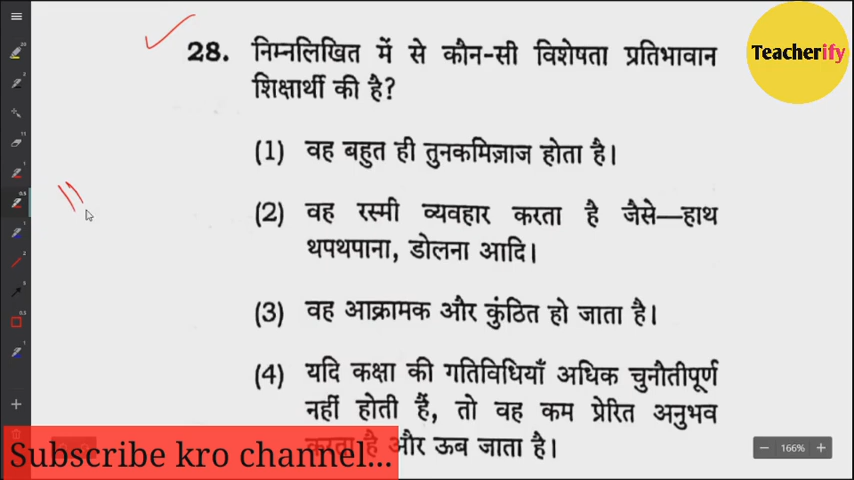 Teacherify
28. निम्नलिखित में से कौन-सी विशेषता प्रतिभावान
शिक्षार्थी की है?
(1) वह बहुत ही तुनकमिज़ाज होता है।
(2) वह रस्मी व्यवहार करता है जैसे—हाथ
थपथपाना, डोलना आदि।
(3) वह आक्रामक और कुंठित हो जाता है।
(4) यदि कक्षा की गतिविधियाँ अधिक चुनौतीपूर्ण
नहीं होती हैं, तो वह कम प्रेरित अनुभव
करता है और ऊब जाता है।
Subscribe kro channel...
166%